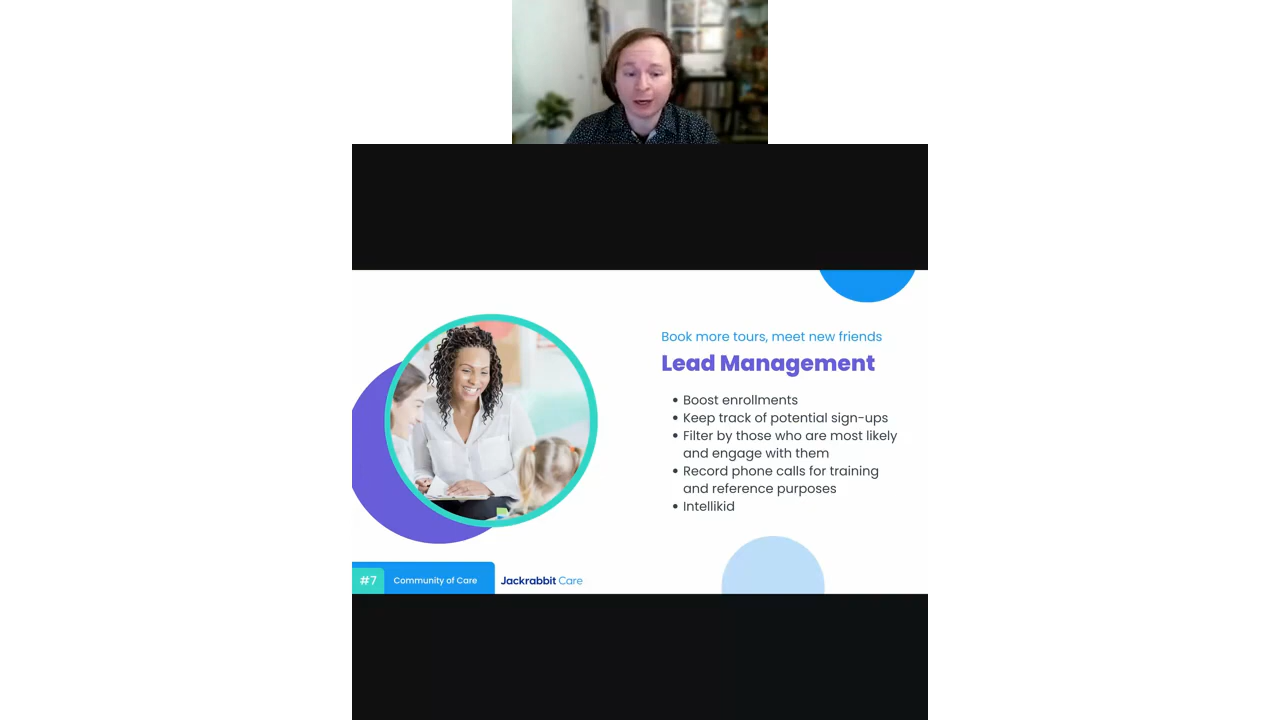 Book more tours, meet new friends
Lead Management
• Boost enrollments
• Keep track of potential sign-ups
• Filter by those who are most likely
and engage with them
• Record phone calls for training
and reference purposes
• Intellikid
#7 Community of Care Jackrabbit Care